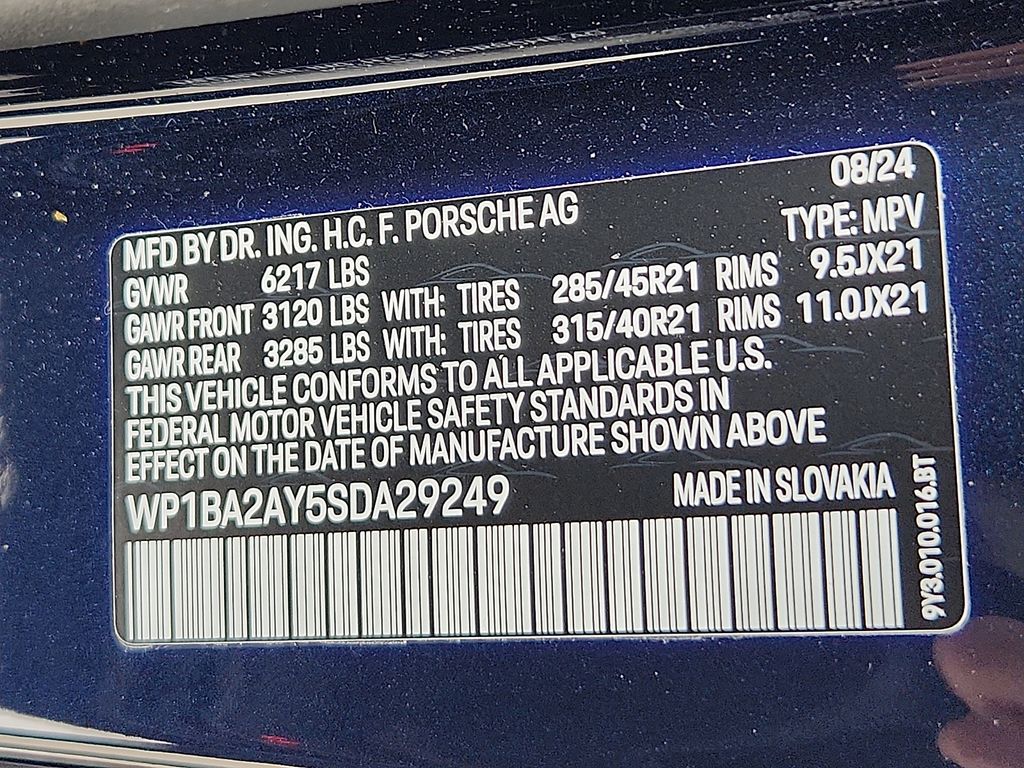 08/24
MFD BY DR. ING. H.C. F. PORSCHE AG
TYPE: MPV
GVWR 6217 LBS
GAWR FRONT 3120 LBS WITH: TIRES 285/45R21 RIMS 9.5JX21
GAWR REAR 3285 LBS WITH: TIRES 315/40R21 RIMS 11.0JX21
THIS VEHICLE CONFORMS TO ALL APPLICABLE U.S.
FEDERAL MOTOR VEHICLE SAFETY STANDARDS IN
EFFECT ON THE DATE OF MANUFACTURE SHOWN ABOVE
WP1BA2AY5SDA29249
MADE IN SLOVAKIA
9Y3.010.016.BT